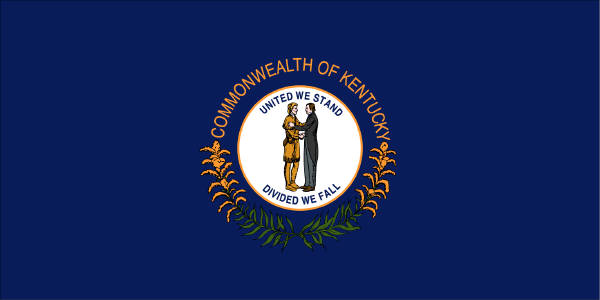 COMMONWEALTH OF KENTUCKY
UNITED WE STAND
DIVIDED WE FALL